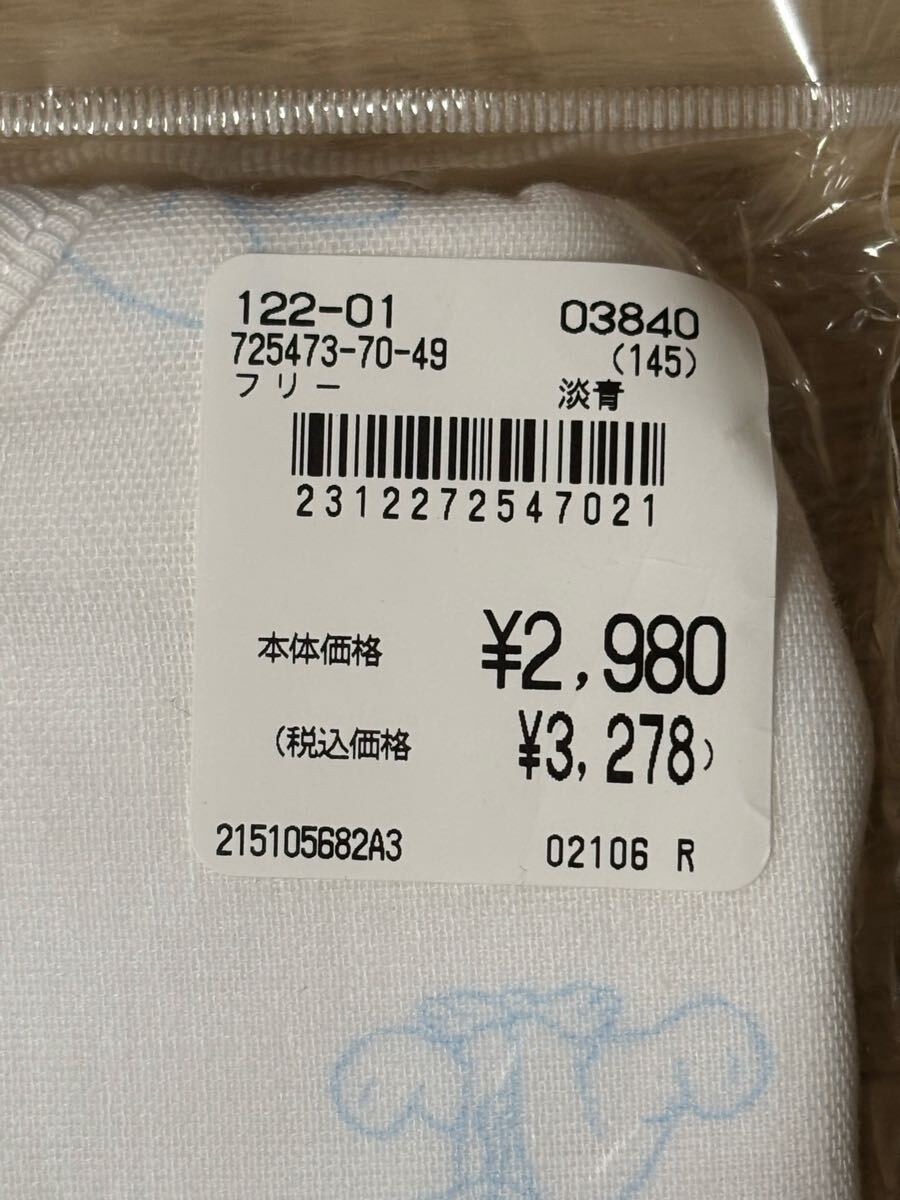 122-01 03840
725473-70-49 (145)
フリー 淡青
2312272547021
本体価格 ¥2,980
(税込価格 ¥3,278)
215105682A3 02106 R